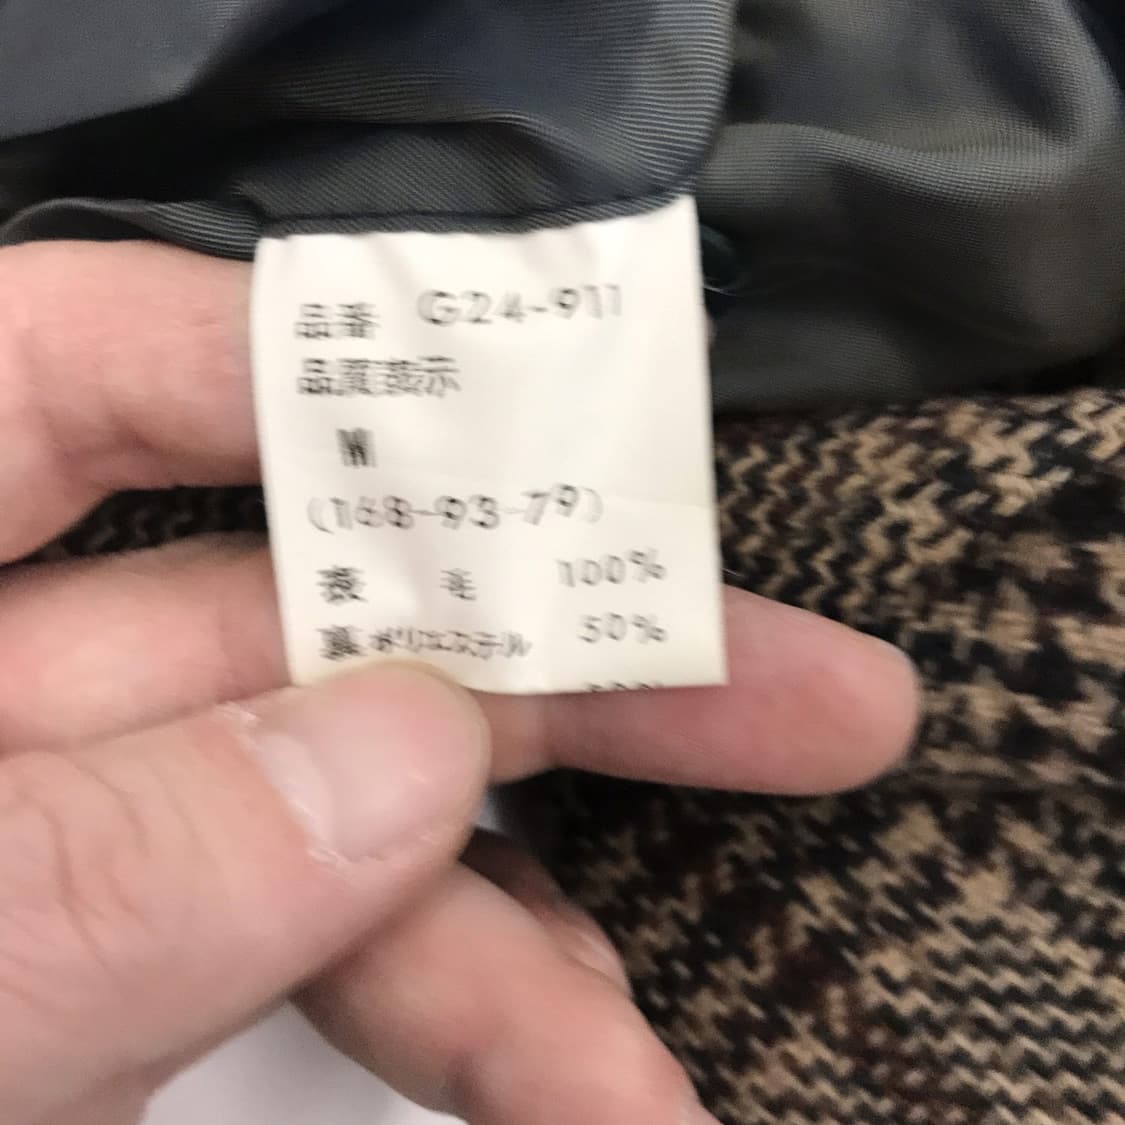 品番 G24-911
品質表示
M
(168-93-79)
表 毛 100%
裏 ポリエステル 50%